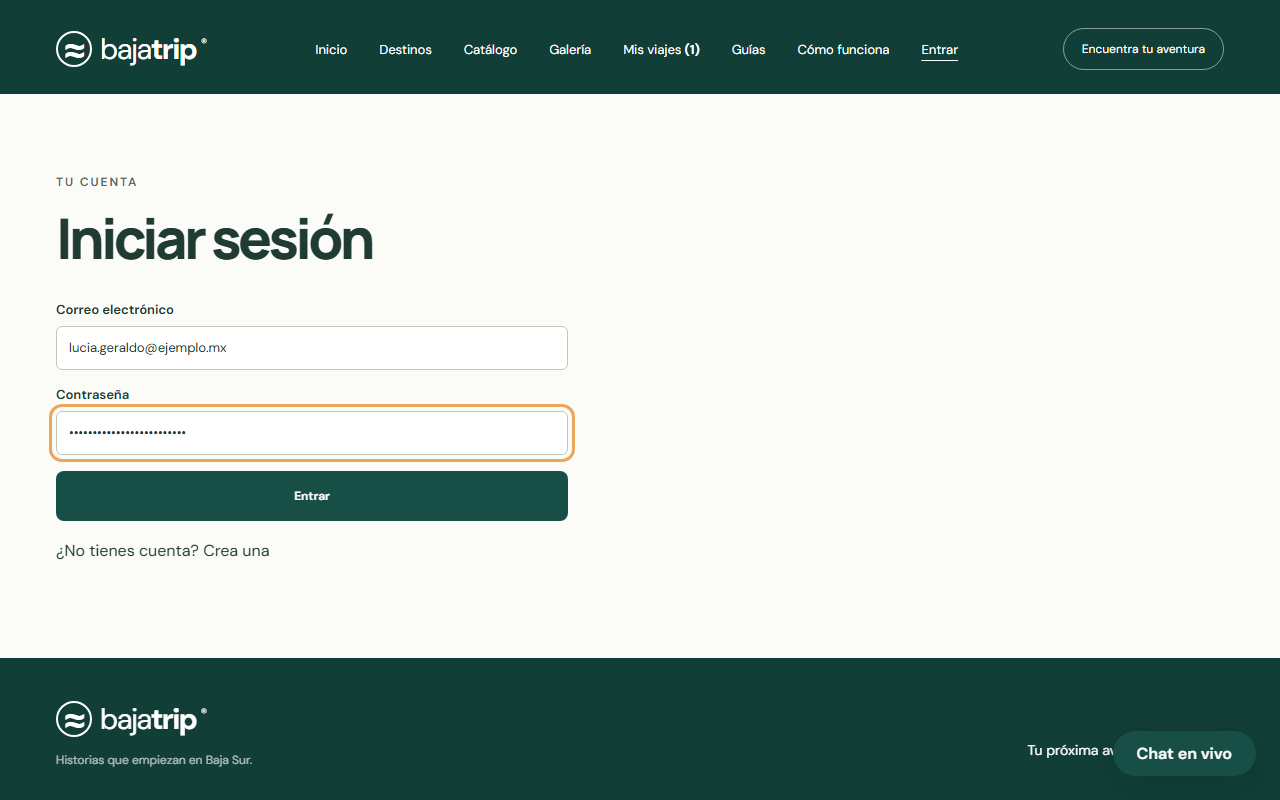 bajatrip®
Inicio Destinos Catálogo Galería Mis viajes (1) Guías Cómo funciona Entrar Encuentra tu aventura
TU CUENTA
Iniciar sesión
Correo electrónico
lucia.geraldo@ejemplo.mx
Contraseña
•••••••••••••••••••••••••
Entrar
¿No tienes cuenta? Crea una
bajatrip®
Historias que empiezan en Baja Sur.
Tu próxima
Chat en vivo